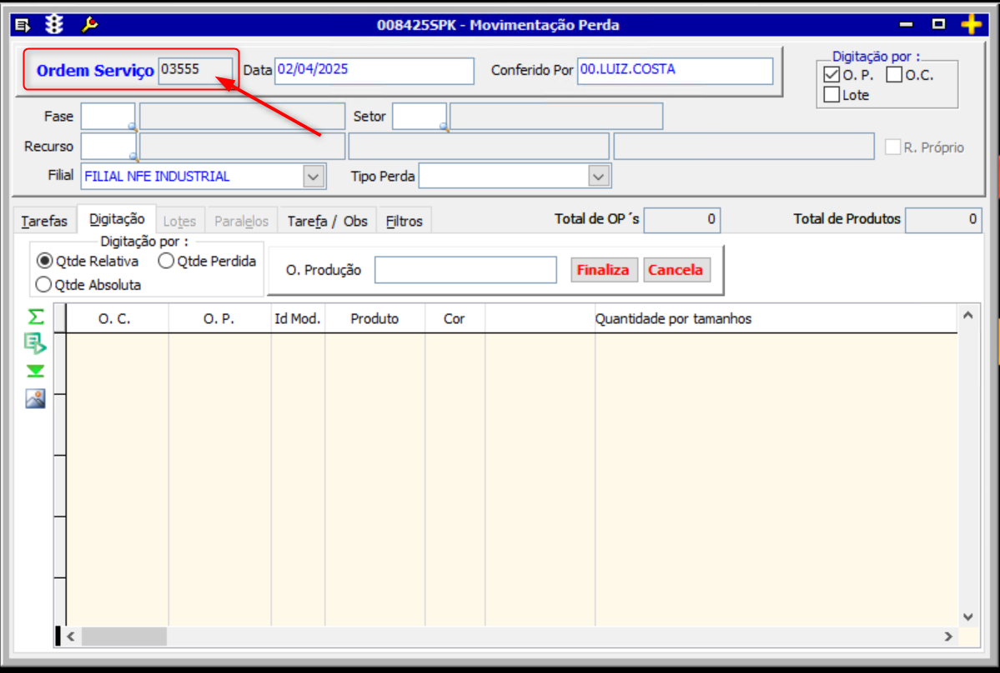 008425SPK - Movimentação Perda
Ordem Serviço 03555 Data 02/04/2025 Conferido Por 00.LUIZ.COSTA
Digitação por :
O. P. O.C.
Lote
Fase Setor
Recurso R. Próprio
Filial FILIAL NFE INDUSTRIAL Tipo Perda
Tarefas Digitação Lotes Paralelos Tarefa / Obs Filtros Total de OP´s 0 Total de Produtos 0
Digitação por :
Qtde Relativa Qtde Perdida
Qtde Absoluta
O. Produção Finaliza Cancela
O. C. O. P. Id Mod. Produto Cor Quantidade por tamanhos